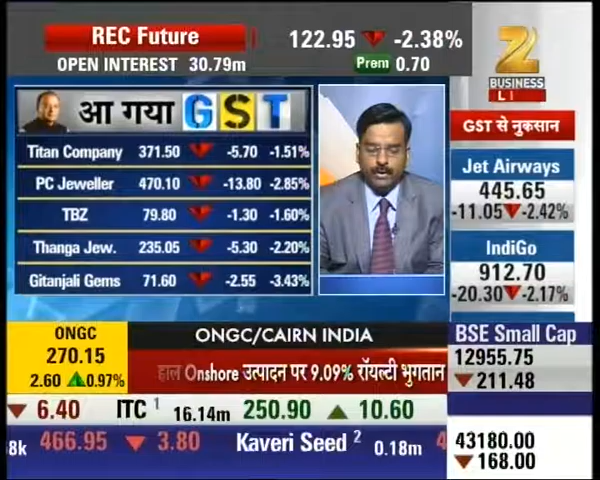 REC Future
OPEN INTEREST 30.79m
122.95 -2.38%
Prem 0.70
Z
BUSINESS
आ गया GST
Titan Company 371.50 -5.70 -1.51%
PC Jeweller 470.10 -13.80 -2.85%
TBZ 79.80 -1.30 -1.60%
Thanga Jew. 235.05 -5.30 -2.20%
Gitanjali Gems 71.60 -2.55 -3.43%
GST से नुकसान
Jet Airways
445.65
-11.05 -2.42%
IndiGo
912.70
-20.30 -2.17%
ONGC
270.15
2.60 0.97%
ONGC/CAIRN INDIA
हाल Onshore उत्पादन पर 9.09% रॉयल्टी भुगतान
BSE Small Cap
12955.75
211.48
6.40 ITC 1 16.14m 250.90 10.60
8k 466.95 3.80 Kaveri Seed 2 0.18m 4
43180.00
168.00